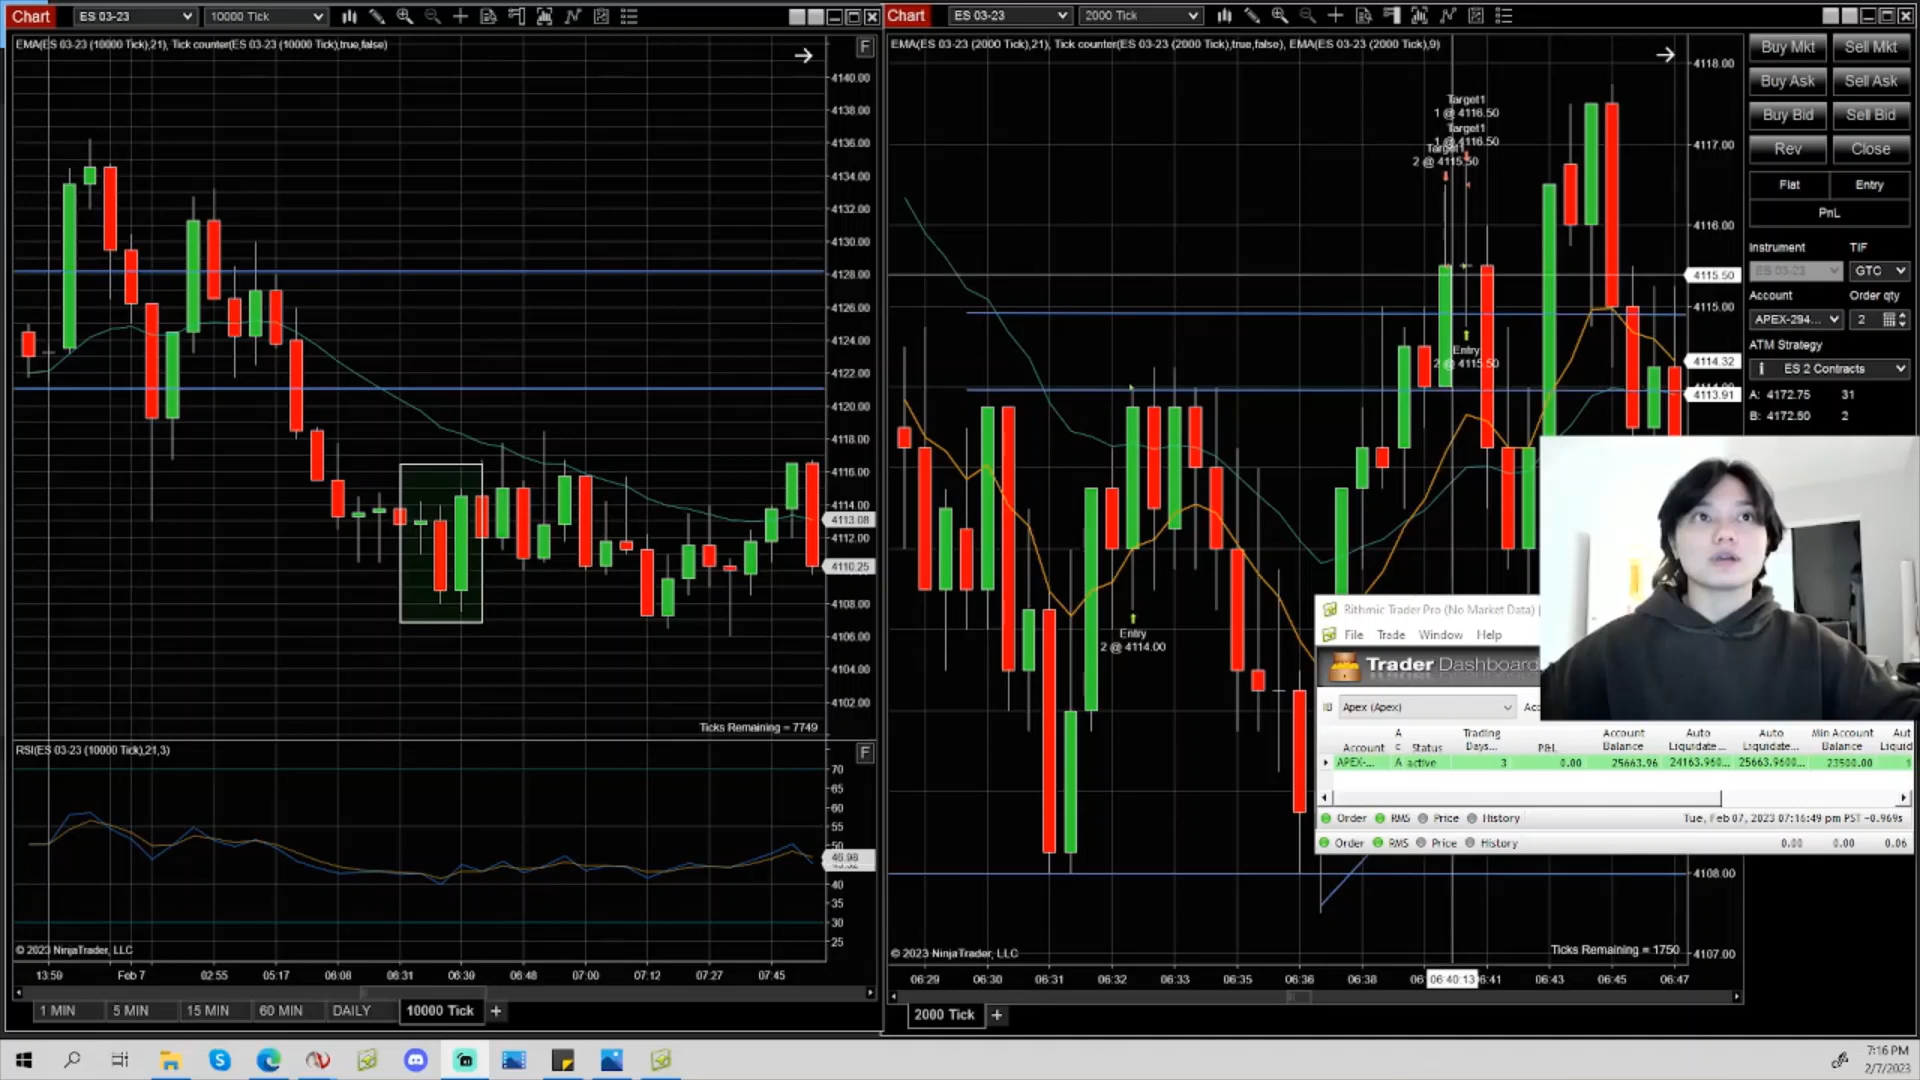 Chart
ES 03-23
10000 Tick
EMA(ES 03-23 (10000 Tick),21), Tick counter(ES 03-23 (10000 Tick),true,false)
F
4140.00
4138.00
4136.00
4134.00
4132.00
4130.00
4128.00
4126.00
4124.00
4122.00
4120.00
4118.00
4116.00
4114.00
4113.08
4112.00
4110.25
4108.00
4106.00
4104.00
4102.00
Ticks Remaining = 7749
RSI(ES 03-23 (10000 Tick),21,3)
F
70
65
60
55
50
46.98
40
35
30
25
© 2023 NinjaTrader, LLC
13:59
Feb 7
02:55
05:17
06:08
06:31
06:39
06:48
07:00
07:12
07:27
07:45
1 MIN
5 MIN
15 MIN
60 MIN
DAILY
10000 Tick
+
Chart
ES 03-23
2000 Tick
EMA(ES 03-23 (2000 Tick),21), Tick counter(ES 03-23 (2000 Tick),true,false), EMA(ES 03-23 (2000 Tick),9)
Target1
1 @ 4116.50
Target1
1 @ 4116.50
Target1
2 @ 4115.50
Entry
2 @ 4115.50
Entry
2 @ 4114.00
4118.00
4117.00
4116.00
4115.50
4115.00
4114.32
4113.91
4108.00
4107.00
Ticks Remaining = 1750
© 2023 NinjaTrader, LLC
06:29
06:30
06:31
06:32
06:33
06:35
06:36
06:38
06:40:13
06:43
06:45
06:47
2000 Tick
+
Buy Mkt
Sell Mkt
Buy Ask
Sell Ask
Buy Bid
Sell Bid
Rev
Close
Flat
Entry
PnL
Instrument
TIF
ES 03-23
GTC
Account
Order qty
APEX-294...
2
ATM Strategy
ES 2 Contracts
A: 4172.75 31
B: 4172.50 2
Rithmic Trader Pro (No Market Data)
File Trade Window Help
Trader Dashboard
Apex (Apex)
Account
Status
Trading Days...
P&L
Account Balance
Auto Liquidate...
Auto Liquidate...
Min Account Balance
APEX-... A active 3 0.00 25663.96 24163.960... 25663.9600... 23500.00
Order RMS Price History
Tue, Feb 07, 2023 07:16:49 pm PST -0.969s
Order RMS Price History
0.00 0.00 0.06
7:16 PM
2/7/2023